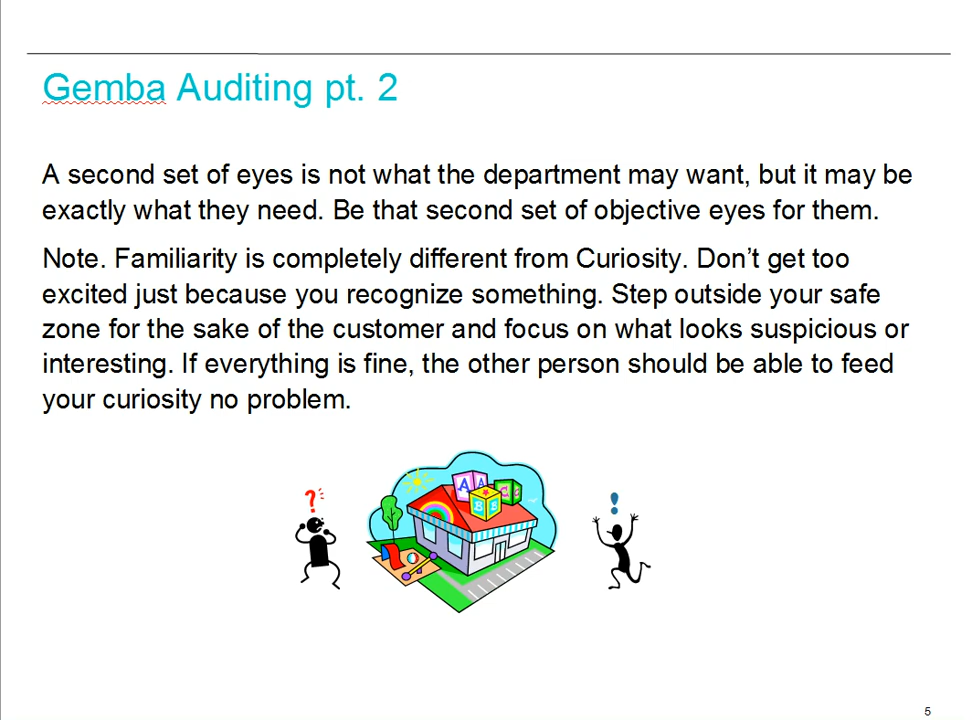 Gemba Auditing pt. 2
A second set of eyes is not what the department may want, but it may be
exactly what they need. Be that second set of objective eyes for them.
Note. Familiarity is completely different from Curiosity. Don't get too
excited just because you recognize something. Step outside your safe
zone for the sake of the customer and focus on what looks suspicious or
interesting. If everything is fine, the other person should be able to feed
your curiosity no problem.
?
!
A A
C
B B
5